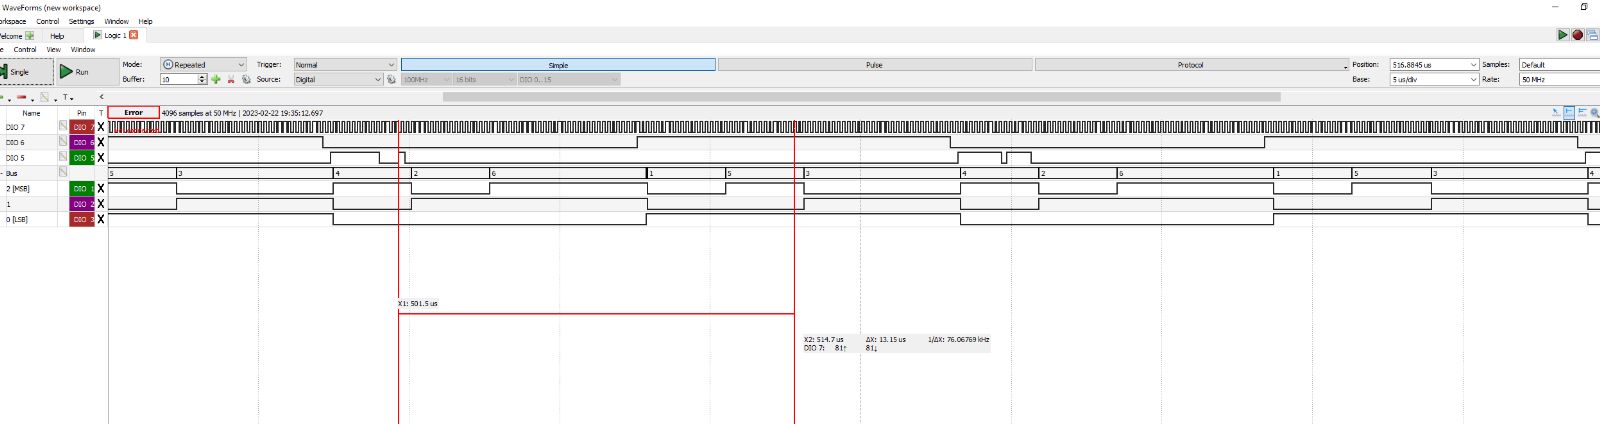 WaveForms (new workspace)
orkspace Control Settings Window Help
elcome Help Logic 1
e Control View Window
Single Run Mode: Repeated Trigger: Normal Simple Pulse Protocol Position: 516.8845 us Samples: Default
Buffer: 10 Source: Digital 100MHz 16 bits DIO 0...15 Base: 5 us/div Rate: 50 MHz
T
Name Pin T Error 4096 samples at 50 MHz | 2023-02-22 19:35:12.697
DIO 7 DIO 7 X
DIO 6 DIO 6 X
DIO 5 DIO 5 X
Bus 5 3 4 2 6 1 5 3 4 2 6 1 5 3 4
2 [MSB] DIO 1 X
1 DIO 2 X
0 [LSB] DIO 3 X
X1: 501.5 us
X2: 514.7 us ΔX: 13.15 us 1/ΔX: 76.06769 kHz
DIO 7: 81↑ 81↓